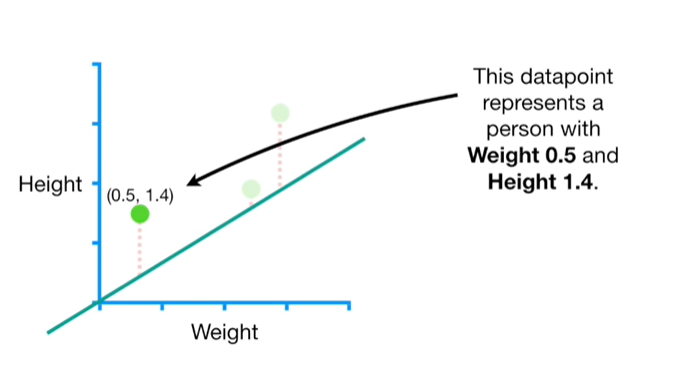 This datapoint
represents a
person with
Weight 0.5 and
Height 1.4.
Height
(0.5, 1.4)
Weight